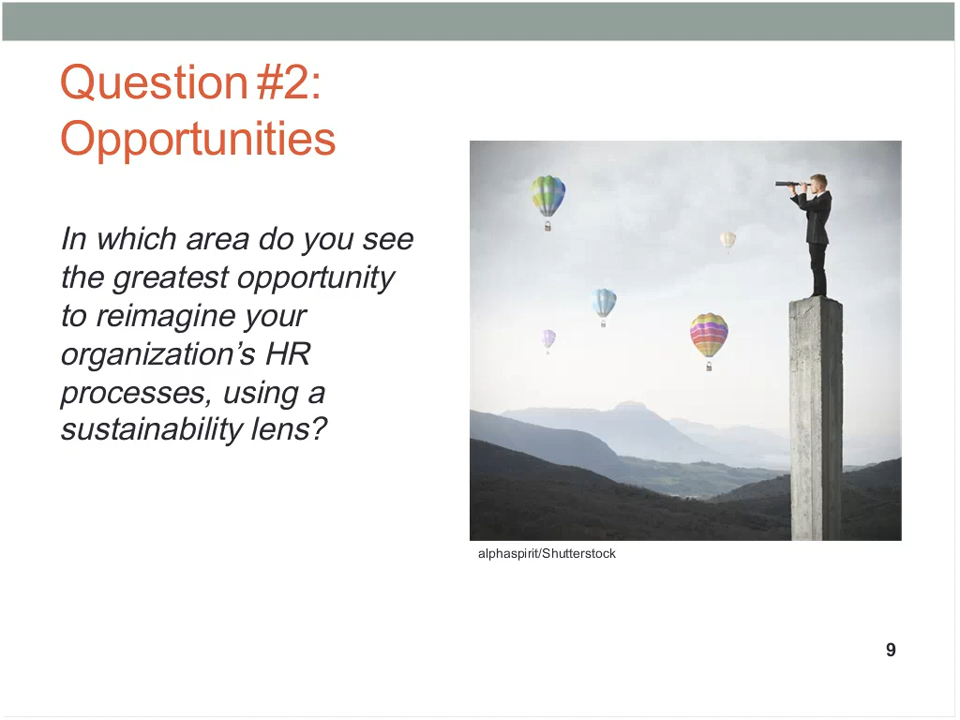 Question #2:
Opportunities
In which area do you see
the greatest opportunity
to reimagine your
organization’s HR
processes, using a
sustainability lens?
alphaspirit/Shutterstock
9